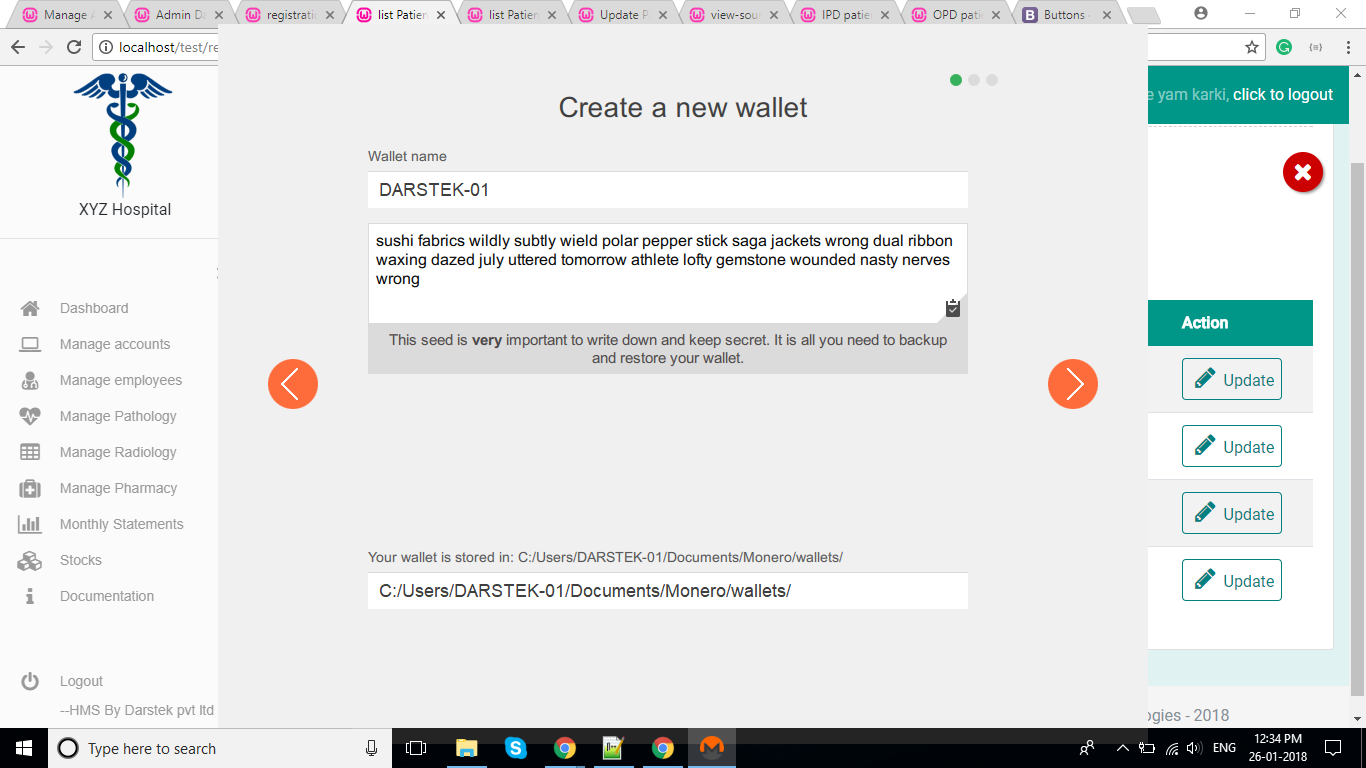 Manage A
Admin Da
registratio
list Patien
list Patien
Update P
view-sour
IPD patie
OPD patie
Buttons
localhost/test/re
XYZ Hospital
Dashboard
Manage accounts
Manage employees
Manage Pathology
Manage Radiology
Manage Pharmacy
Monthly Statements
Stocks
Documentation
Logout
--HMS By Darstek pvt ltd
Create a new wallet
Wallet name
DARSTEK-01
sushi fabrics wildly subtly wield polar pepper stick saga jackets wrong dual ribbon
waxing dazed july uttered tomorrow athlete lofty gemstone wounded nasty nerves
wrong
This seed is very important to write down and keep secret. It is all you need to backup
and restore your wallet.
Your wallet is stored in: C:/Users/DARSTEK-01/Documents/Monero/wallets/
C:/Users/DARSTEK-01/Documents/Monero/wallets/
e yam karki, click to logout
Action
Update
Update
Update
Update
ogies - 2018
Type here to search
ENG
12:34 PM
26-01-2018